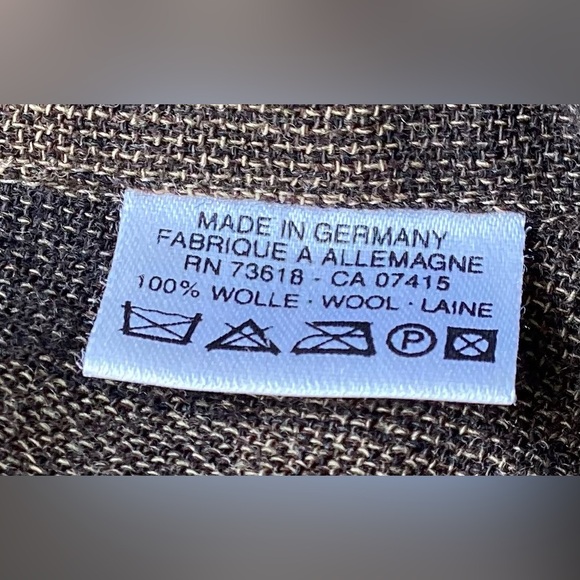 MADE IN GERMANY
FABRIQUE A ALLEMAGNE
RN 73618 - CA 07415
100% WOLLE · WOOL · LAINE
P